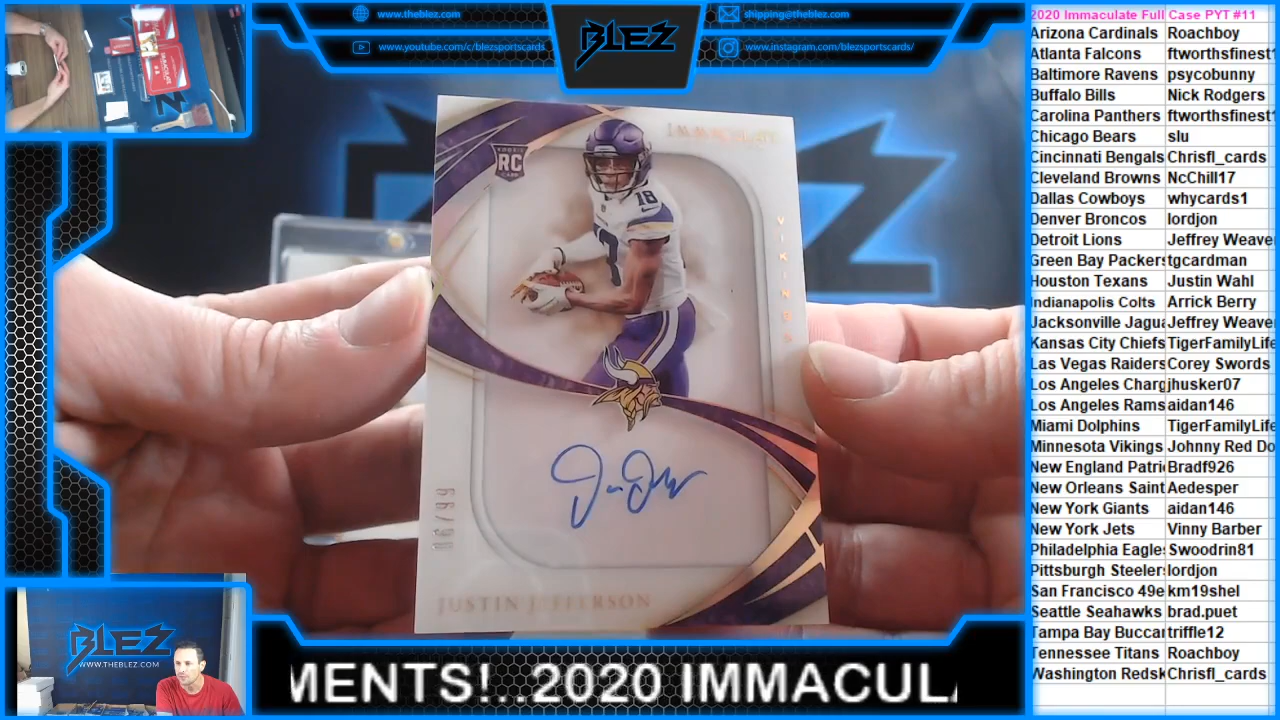 www.theblez.com
www.youtube.com/c/blezsportscards
BLEZ
shipping@theblez.com
www.instagram.com/blezsportscards/
RC
IMMACULATE
18
VIKINGS
JUSTIN JEFFERSON
BLEZ
WWW.THEBLEZ.COM
MENTS!..2020 IMMACUL
2020 Immaculate Full Case PYT #11
Arizona Cardinals Roachboy
Atlanta Falcons ftworthsfinest1
Baltimore Ravens psycobunny
Buffalo Bills Nick Rodgers
Carolina Panthers ftworthsfinest
Chicago Bears slu
Cincinnati Bengals Chrisfl_cards
Cleveland Browns NcChill17
Dallas Cowboys whycards1
Denver Broncos lordjon
Detroit Lions Jeffrey Weaver
Green Bay Packers tgcardman
Houston Texans Justin Wahl
Indianapolis Colts Arrick Berry
Jacksonville Jagua Jeffrey Weaver
Kansas City Chiefs TigerFamilyLife
Las Vegas Raiders Corey Swords
Los Angeles Charg jhusker07
Los Angeles Rams aidan146
Miami Dolphins TigerFamilyLife
Minnesota Vikings Johnny Red Do
New England Patri Bradf926
New Orleans Saint Aedesper
New York Giants aidan146
New York Jets Vinny Barber
Philadelphia Eagle Swoodrin81
Pittsburgh Steeler lordjon
San Francisco 49e km19shel
Seattle Seahawks brad.puet
Tampa Bay Buccar triffle12
Tennessee Titans Roachboy
Washington Redsk Chrisfl_cards